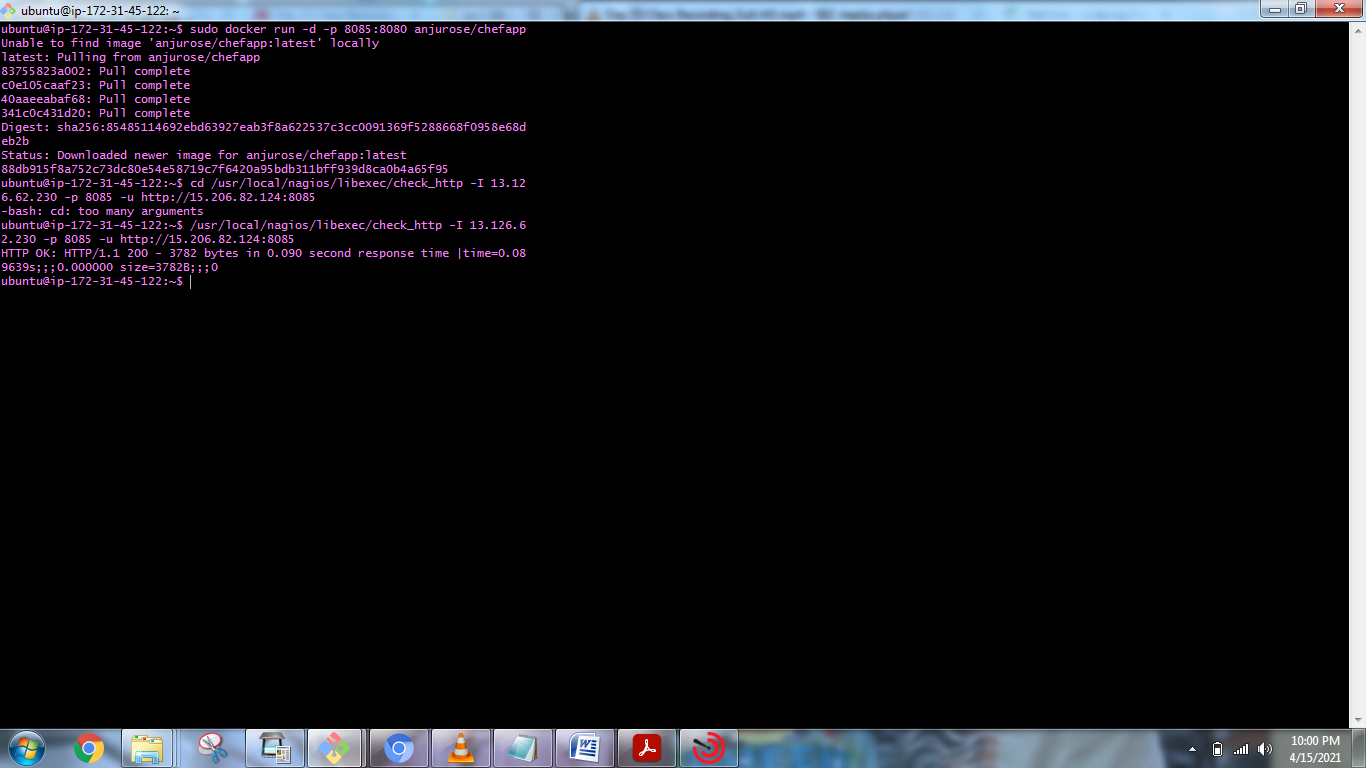 ubuntu@ip-172-31-45-122: ~
ubuntu@ip-172-31-45-122:~$ sudo docker run -d -p 8085:8080 anjurose/chefapp
Unable to find image 'anjurose/chefapp:latest' locally
latest: Pulling from anjurose/chefapp
83755823a002: Pull complete
c0e105caaf23: Pull complete
40aaeeabaf68: Pull complete
341c0c431d20: Pull complete
Digest: sha256:85485114692ebd63927eab3f8a622537c3cc0091369f5288668f0958e68d
eb2b
Status: Downloaded newer image for anjurose/chefapp:latest
88db915f8a752c73dc80e54e58719c7f6420a95bdb311bff939d8ca0b4a65f95
ubuntu@ip-172-31-45-122:~$ cd /usr/local/nagios/libexec/check_http -I 13.12
6.62.230 -p 8085 -u http://15.206.82.124:8085
-bash: cd: too many arguments
ubuntu@ip-172-31-45-122:~$ /usr/local/nagios/libexec/check_http -I 13.126.6
2.230 -p 8085 -u http://15.206.82.124:8085
HTTP OK: HTTP/1.1 200 - 3782 bytes in 0.090 second response time |time=0.08
9639s;;;0.000000 size=3782B;;;0
ubuntu@ip-172-31-45-122:~$
10:00 PM
4/15/2021